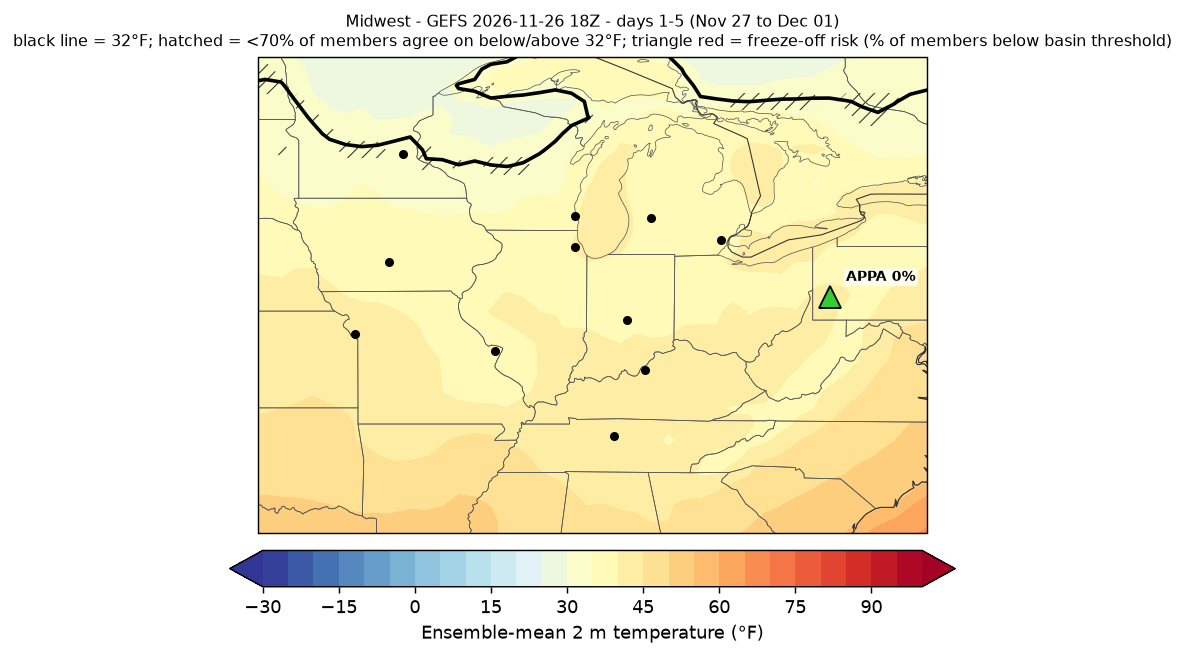 Midwest - GEFS 2026-11-26 18Z - days 1-5 (Nov 27 to Dec 01)
black line = 32°F; hatched = <70% of members agree on below/above 32°F; triangle red = freeze-off risk (% of members below basin threshold)
APPA 0%
−30 −15 0 15 30 45 60 75 90
Ensemble-mean 2 m temperature (°F)